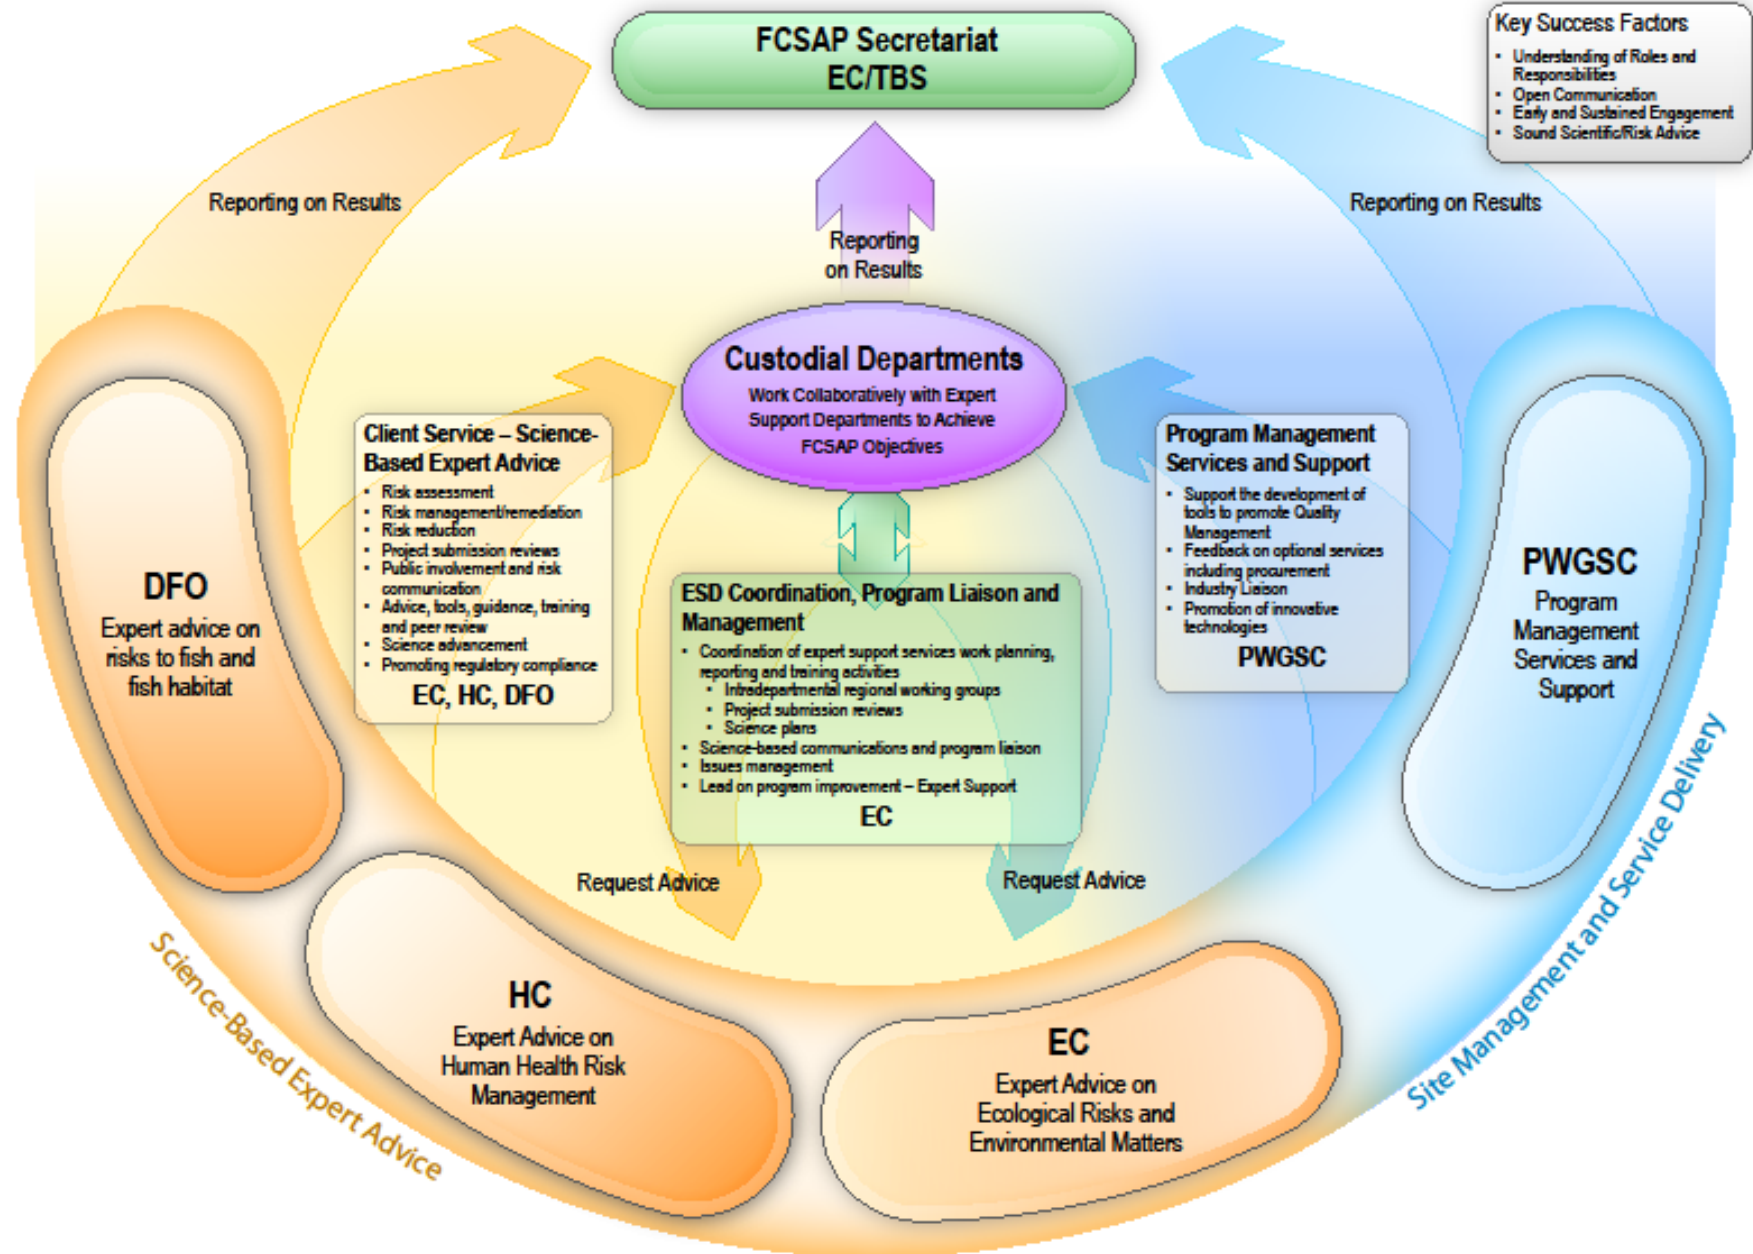 FCSAP Secretariat
EC/TBS
Key Success Factors
• Understanding of Roles and
Responsibilities
• Open Communication
• Early and Sustained Engagement
• Sound Scientific/Risk Advice
Reporting on Results
Reporting
on Results
Reporting on Results
Custodial Departments
Work Collaboratively with Expert
Support Departments to Achieve
FCSAP Objectives
Client Service – Science-
Based Expert Advice
• Risk assessment
• Risk management/remediation
• Risk reduction
• Project submission reviews
• Public involvement and risk
communication
• Advice, tools, guidance, training
and peer review
• Science advancement
• Promoting regulatory compliance
EC, HC, DFO
Program Management
Services and Support
• Support the development of
tools to promote Quality
Management
• Feedback on optional services
including procurement
• Industry Liaison
• Promotion of innovative
technologies
PWGSC
ESD Coordination, Program Liaison and
Management
• Coordination of expert support services work planning,
reporting and training activities
• Intradepartmental regional working groups
• Project submission reviews
• Science plans
• Science-based communications and program liaison
• Issues management
• Lead on program improvement – Expert Support
EC
DFO
Expert advice on
risks to fish and
fish habitat
PWGSC
Program
Management
Services and
Support
Request Advice
Request Advice
HC
Expert Advice on
Human Health Risk
Management
EC
Expert Advice on
Ecological Risks and
Environmental Matters
Science-Based Expert Advice
Site Management and Service Delivery